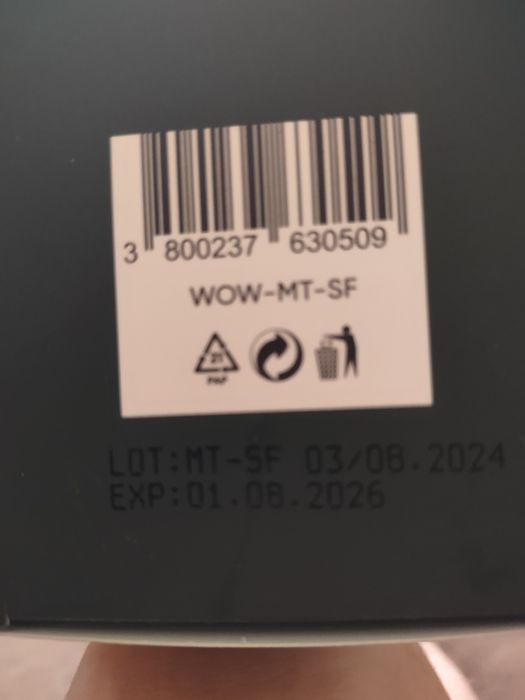 3 800237 630509
WOW-MT-SF
21
PAP
LOT:MT-SF 03/08.2024
EXP:01.08.2026